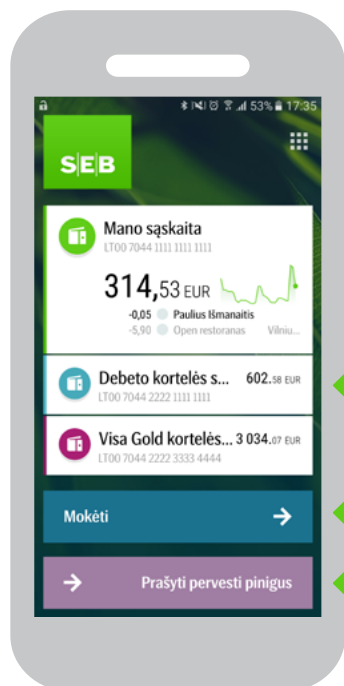 53% 17:35
S|E|B
Mano sąskaita
LT00 7044 1111 1111 1111
314,53 EUR
-0,05 Paulius Išmanaitis
-5,90 Open restoranas Vilniu...
Debeto kortelės s... 602.58 EUR
LT00 7044 2222 1111 1111
Visa Gold kortelės... 3 034.07 EUR
LT00 7044 2222 3333 4444
Mokėti
Prašyti pervesti pinigus